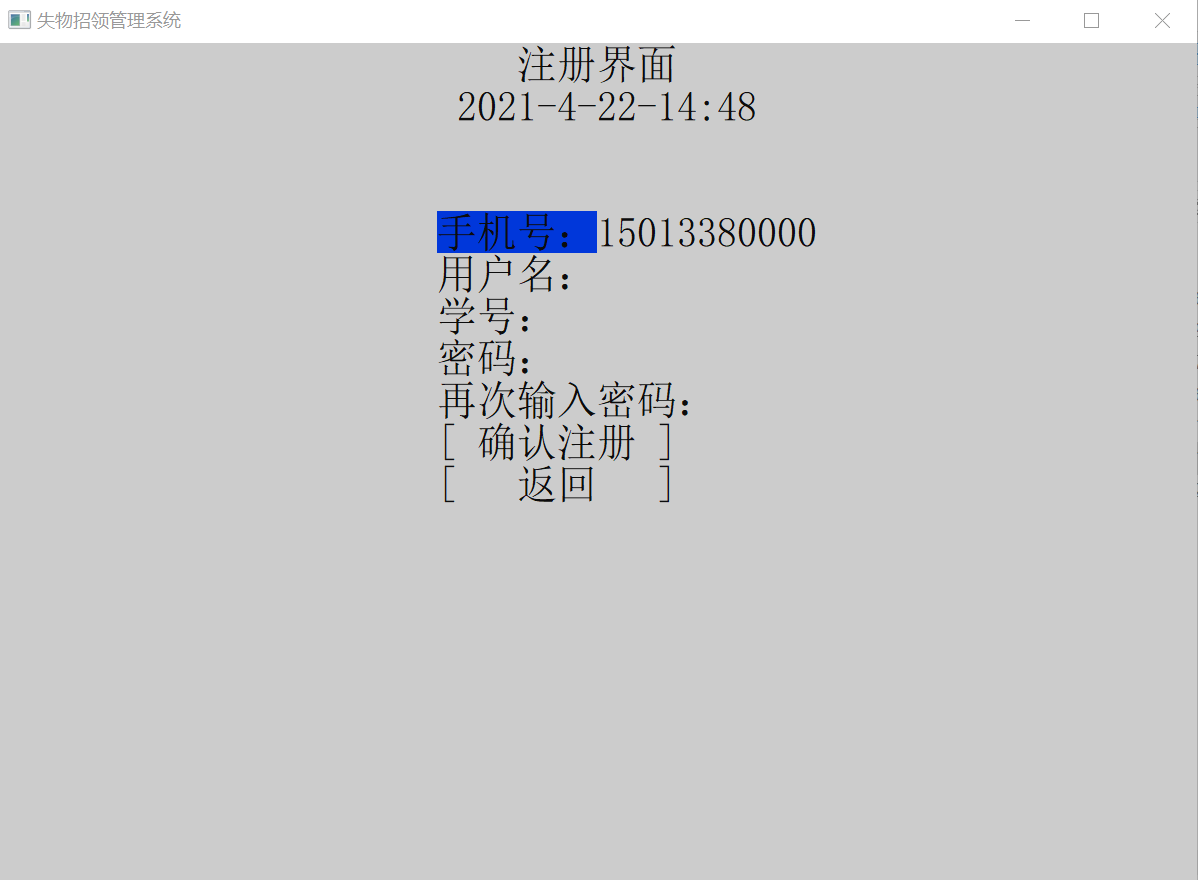 失物招领管理系统
注册界面
2021-4-22-14:48
手机号：15013380000
用户名：
学号：
密码：
再次输入密码：
[ 确认注册 ]
[   返回   ]